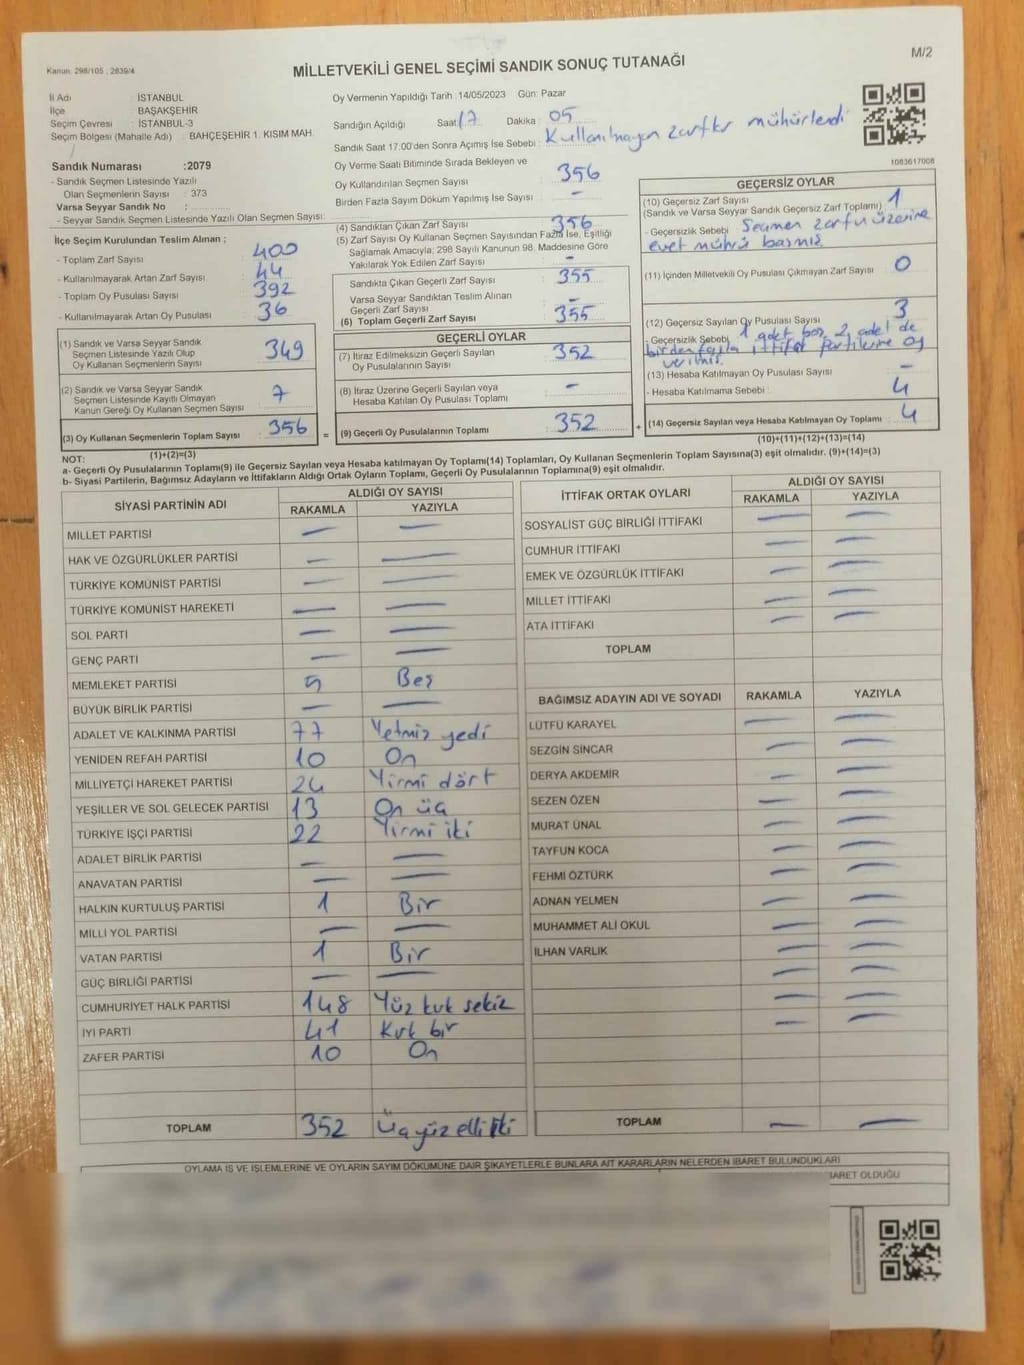 Kanun: 298/105 , 2839/4
M/2
MİLLETVEKİLİ GENEL SEÇİMİ SANDIK SONUÇ TUTANAĞI
İl Adı : İSTANBUL
İlçe : BAŞAKŞEHİR
Seçim Çevresi : İSTANBUL-3
Seçim Bölgesi (Mahalle Adı) : BAHÇEŞEHİR 1. KISIM MAH.
Sandık Numarası :2079
- Sandık Seçmen Listesinde Yazılı
Olan Seçmenlerin Sayısı : 373
Varsa Seyyar Sandık No :
- Seyyar Sandık Seçmen Listesinde Yazılı Olan Seçmen Sayısı:
Oy Vermenin Yapıldığı Tarih :14/05/2023 Gün: Pazar
Sandığın Açıldığı Saat: 17 Dakika : 05
Sandık Saat 17.00'den Sonra Açımış İse Sebebi : Kullanılmayan zarflar mühürlendi
Oy Verme Saati Bitiminde Sırada Bekleyen ve
Oy Kullandırılan Seçmen Sayısı : 356
Birden Fazla Sayım Döküm Yapılmış İse Sayısı : -
1083617008
İlçe Seçim Kurulundan Teslim Alınan ;
- Toplam Zarf Sayısı : 400
- Kullanılmayarak Artan Zarf Sayısı : 44
- Toplam Oy Pusulası Sayısı : 392
- Kullanılmayarak Artan Oy Pusulası : 36
(1) Sandık ve Varsa Seyyar Sandık
Seçmen Listesinde Yazılı Olup
Oy Kullanan Seçmenlerin Sayısı : 349
(2) Sandık ve Varsa Seyyar Sandık
Seçmen Listesinde Kayıtlı Olmayan
Kanun Gereği Oy Kullanan Seçmen Sayısı : 7
(3) Oy Kullanan Seçmenlerin Toplam Sayısı : 356 =
(1)+(2)=(3)
(4) Sandıktan Çıkan Zarf Sayısı : 356
(5) Zarf Sayısı Oy Kullanan Seçmen Sayısından Fazla İse, Eşitliği
Sağlamak Amacıyla; 298 Sayılı Kanunun 98. Maddesine Göre
Yakılarak Yok Edilen Zarf Sayısı : -
Sandıkta Çıkan Geçerli Zarf Sayısı : 355
Varsa Seyyar Sandıktan Teslim Alınan
Geçerli Zarf Sayısı : -
(6) Toplam Geçerli Zarf Sayısı : 355
GEÇERLİ OYLAR
(7) İtiraz Edilmeksizin Geçerli Sayılan
Oy Pusulalarının Sayısı : 352
(8) İtiraz Üzerine Geçerli Sayılan veya
Hesaba Katılan Oy Pusulası Toplamı : -
(9) Geçerli Oy Pusulalarının Toplamı : 352 +
GEÇERSİZ OYLAR
(10) Geçersiz Zarf Sayısı : 1
(Sandık ve Varsa Seyyar Sandık Geçersiz Zarf Toplamı)
- Geçersizlik Sebebi : Seçmen zarfın üzerine
evet mührü basmış
(11) İçinden Milletvekili Oy Pusulası Çıkmayan Zarf Sayısı : 0
(12) Geçersiz Sayılan Oy Pusulası Sayısı : 3
- Geçersizlik Sebebi : 1 adet boş 2 adet de
birden fazla ittifak partilerine oy
verilmiş.
(13) Hesaba Katılmayan Oy Pusulası Sayısı : -
- Hesaba Katılmama Sebebi : 4
(14) Geçersiz Sayılan veya Hesaba Katılmayan Oy Toplamı : 4
(10)+(11)+(12)+(13)=(14)
NOT:
a- Geçerli Oy Pusulalarının Toplamı(9) ile Geçersiz Sayılan veya Hesaba katılmayan Oy Toplamı(14) Toplamları, Oy Kullanan Seçmenlerin Toplam Sayısına(3) eşit olmalıdır. (9)+(14)=(3)
b- Siyasi Partilerin, Bağımsız Adayların ve İttifakların Aldığı Ortak Oyların Toplamı, Geçerli Oy Pusulalarının Toplamına(9) eşit olmalıdır.
SİYASİ PARTİNİN ADI ALDIĞI OY SAYISI
RAKAMLA YAZIYLA
MİLLET PARTİSİ - -
HAK VE ÖZGÜRLÜKLER PARTİSİ - -
TÜRKİYE KOMÜNİST PARTİSİ - -
TÜRKİYE KOMÜNİST HAREKETİ - -
SOL PARTİ - -
GENÇ PARTİ - -
MEMLEKET PARTİSİ 5 Beş
BÜYÜK BİRLİK PARTİSİ - -
ADALET VE KALKINMA PARTİSİ 77 Yetmiş yedi
YENİDEN REFAH PARTİSİ 10 On
MİLLİYETÇİ HAREKET PARTİSİ 24 Yirmi dört
YEŞİLLER VE SOL GELECEK PARTİSİ 13 On üç
TÜRKİYE İŞÇİ PARTİSİ 22 Yirmi iki
ADALET BİRLİK PARTİSİ - -
ANAVATAN PARTİSİ - -
HALKIN KURTULUŞ PARTİSİ 1 Bir
MİLLİ YOL PARTİSİ - -
VATAN PARTİSİ 1 Bir
GÜÇ BİRLİĞİ PARTİSİ - -
CUMHURİYET HALK PARTİSİ 148 Yüz kırk sekiz
İYİ PARTİ 41 Kırk bir
ZAFER PARTİSİ 10 On
TOPLAM 352 Üçyüz elli iki
İTTİFAK ORTAK OYLARI ALDIĞI OY SAYISI
RAKAMLA YAZIYLA
SOSYALİST GÜÇ BİRLİĞİ İTTİFAKI - -
CUMHUR İTTİFAKI - -
EMEK VE ÖZGÜRLÜK İTTİFAKI - -
MİLLET İTTİFAKI - -
ATA İTTİFAKI - -
TOPLAM
BAĞIMSIZ ADAYIN ADI VE SOYADI RAKAMLA YAZIYLA
LÜTFÜ KARAYEL - -
SEZGİN SİNCAR - -
DERYA AKDEMİR - -
SEZEN ÖZEN - -
MURAT ÜNAL - -
TAYFUN KOCA - -
FEHMİ ÖZTÜRK - -
ADNAN YELMEN - -
MUHAMMET ALİ OKUL - -
İLHAN VARLIK - -
- -
- -
TOPLAM - -
OYLAMA İŞ VE İŞLEMLERİNE VE OYLARIN SAYIM DÖKÜMÜNE DAİR ŞİKAYETLERLE BUNLARA AİT KARARLARIN NELERDEN İBARET BULUNDUKLARI
İBARET OLDUĞU